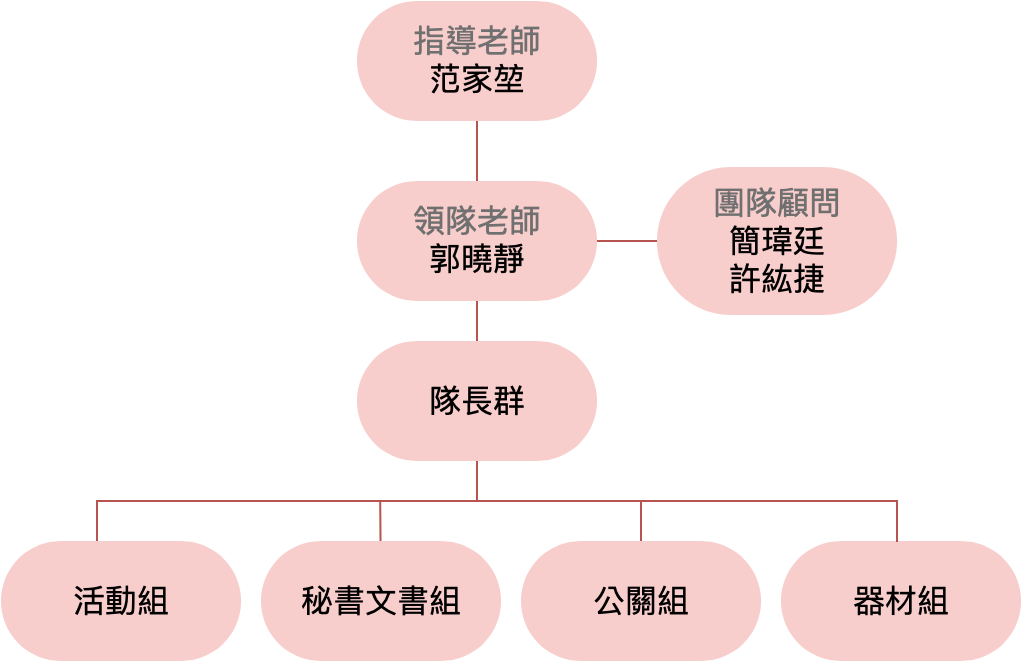 指導老師
范家堃
領隊老師
郭曉靜
團隊顧問
簡瑋廷
許紘捷
隊長群
活動組
秘書文書組
公關組
器材組